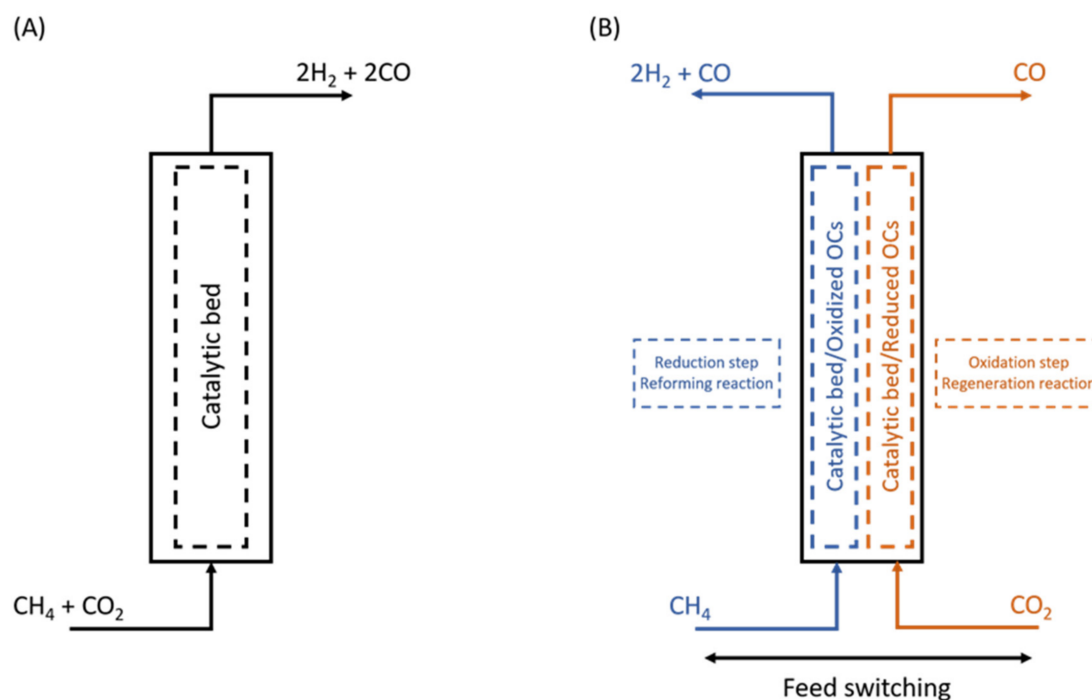 (A)
2H₂ + 2CO
Catalytic bed
CH₄ + CO₂
(B)
2H₂ + CO
CO
Catalytic bed/Oxidized OCs
Catalytic bed/Reduced OCs
Reduction step
Reforming reaction
Oxidation step
Regeneration reaction
CH₄
CO₂
Feed switching